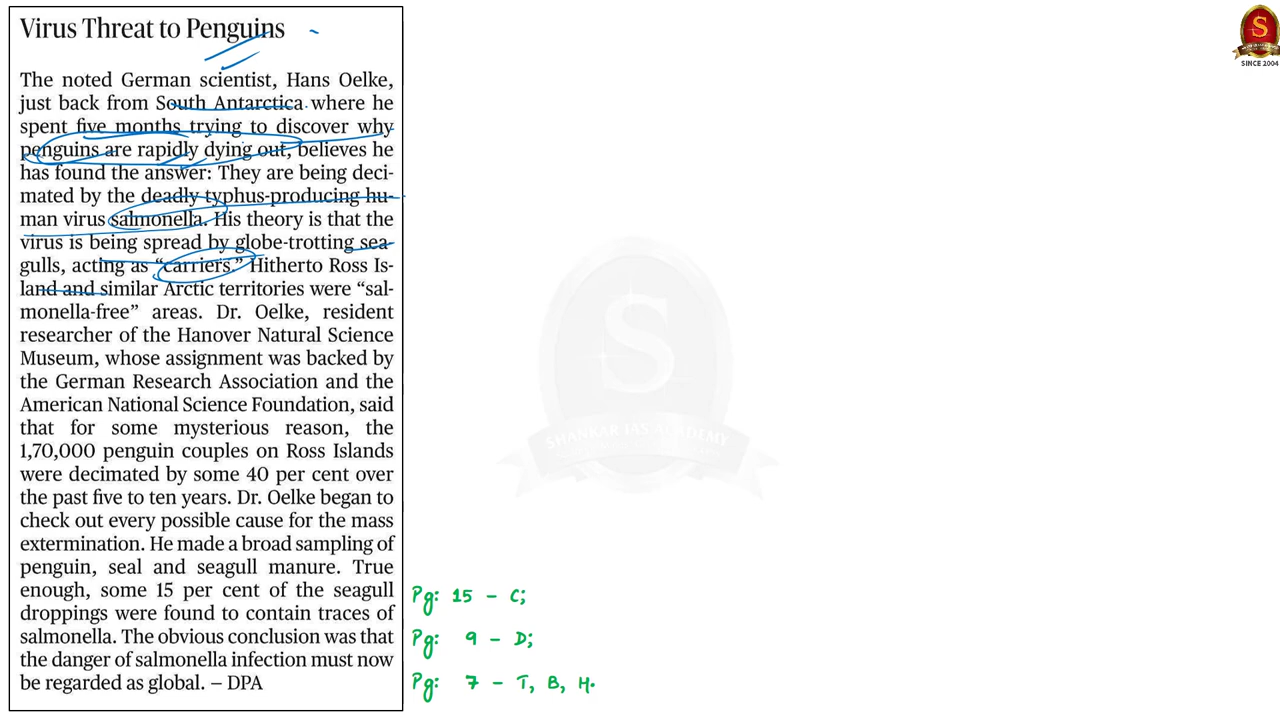 Virus Threat to Penguins
The noted German scientist, Hans Oelke,
just back from South Antarctica where he
spent five months trying to discover why
penguins are rapidly dying out, believes he
has found the answer: They are being deci-
mated by the deadly typhus-producing hu-
man virus salmonella. His theory is that the
virus is being spread by globe-trotting sea-
gulls, acting as “carriers.” Hitherto Ross Is-
land and similar Arctic territories were “sal-
monella-free” areas. Dr. Oelke, resident
researcher of the Hanover Natural Science
Museum, whose assignment was backed by
the German Research Association and the
American National Science Foundation, said
that for some mysterious reason, the
1,70,000 penguin couples on Ross Islands
were decimated by some 40 per cent over
the past five to ten years. Dr. Oelke began to
check out every possible cause for the mass
extermination. He made a broad sampling of
penguin, seal and seagull manure. True
enough, some 15 per cent of the seagull
droppings were found to contain traces of
salmonella. The obvious conclusion was that
the danger of salmonella infection must now
be regarded as global. – DPA
Pg: 15 – C;
Pg: 9 – D;
Pg: 7 – T, B, H.
S
SHANKAR IAS ACADEMY
S
SINCE 2004